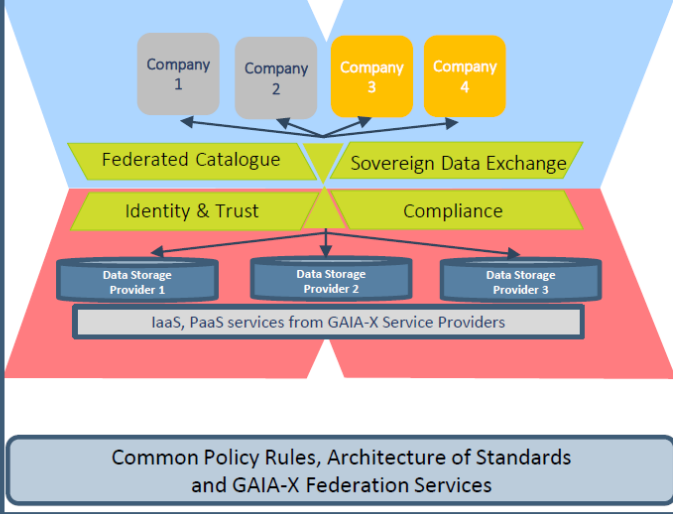 Company
1
Company
2
Company
3
Company
4
Federated Catalogue
Sovereign Data Exchange
Identity & Trust
Compliance
Data Storage
Provider 1
Data Storage
Provider 2
Data Storage
Provider 3
IaaS, PaaS services from GAIA-X Service Providers
Common Policy Rules, Architecture of Standards
and GAIA-X Federation Services